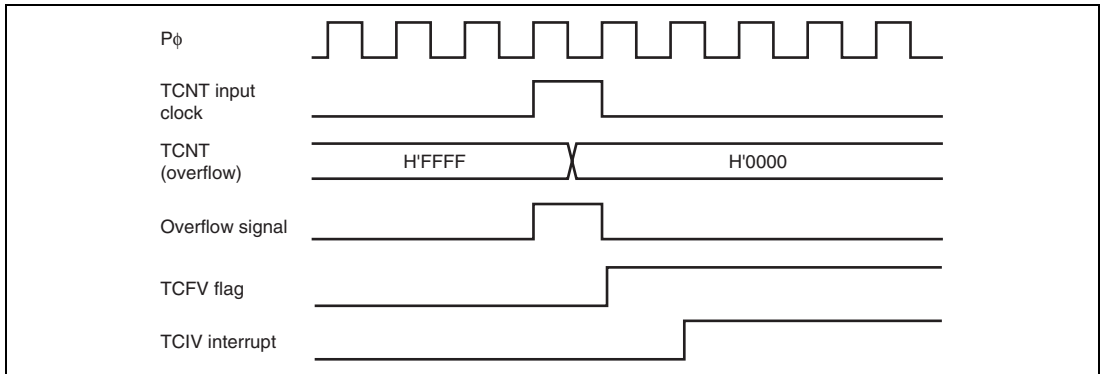 Pϕ
TCNT input
clock
TCNT
(overflow)
H'FFFF
H'0000
Overflow signal
TCFV flag
TCIV interrupt